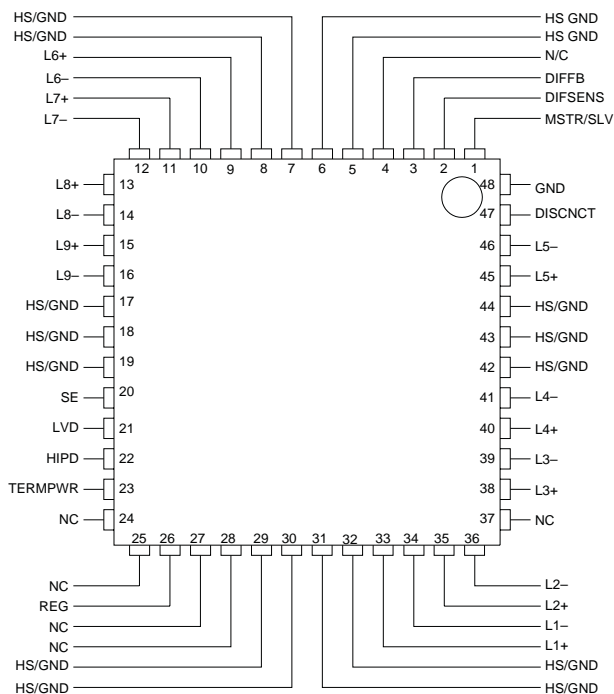 HS/GND
HS/GND
L6+
L6–
L7+
L7–
HS GND
HS GND
N/C
DIFFB
DIFSENS
MSTR/SLV
12 11 10 9 8 7 6 5 4 3 2 1
L8+ 13 48 GND
L8– 14 47 DISCNCT
L9+ 15 46 L5–
L9– 16 45 L5+
HS/GND 17 44 HS/GND
HS/GND 18 43 HS/GND
HS/GND 19 42 HS/GND
SE 20 41 L4–
LVD 21 40 L4+
HIPD 22 39 L3–
TERMPWR 23 38 L3+
NC 24 37 NC
25 26 27 28 29 30 31 32 33 34 35 36
NC
REG
NC
NC
HS/GND
HS/GND
L2–
L2+
L1–
L1+
HS/GND
HS/GND